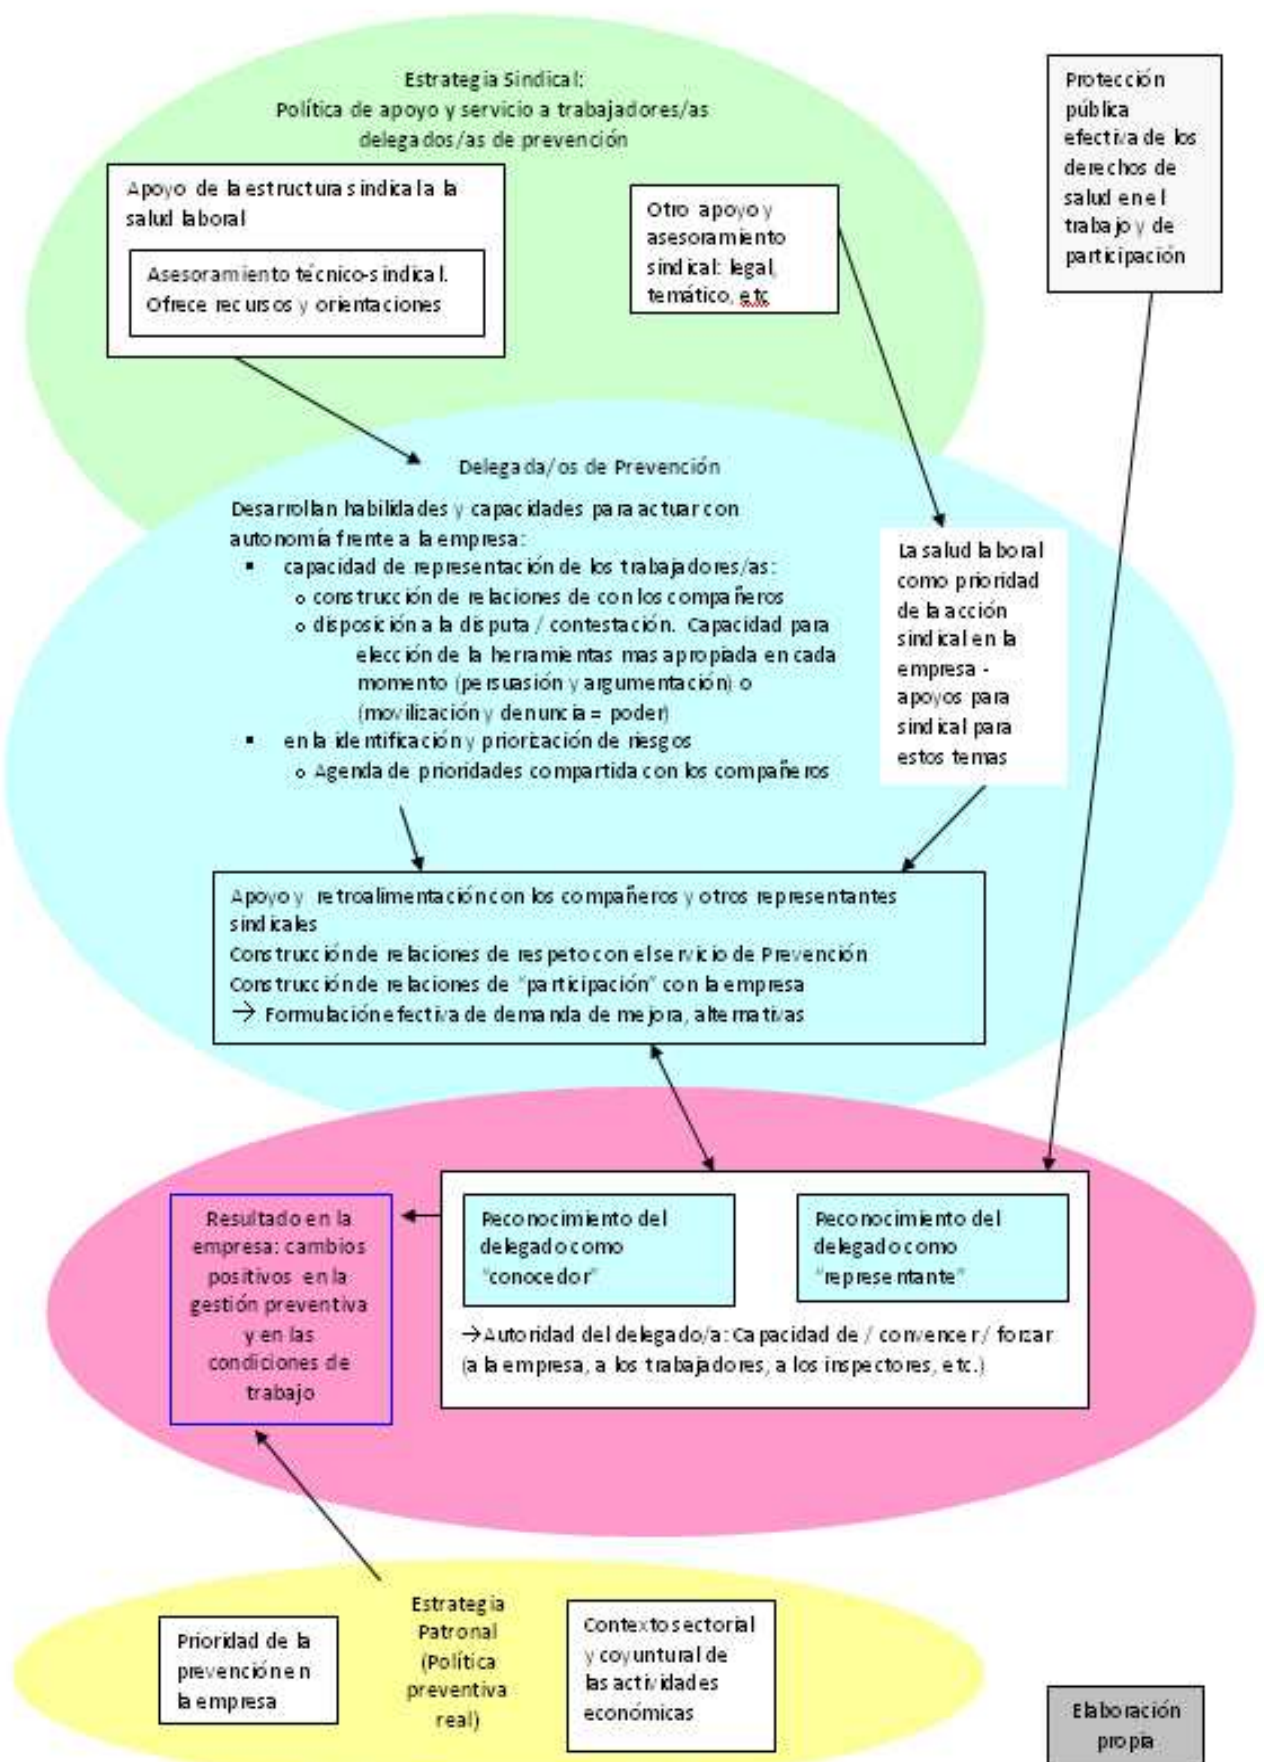 Estrategia Sindical:
Política de apoyo y servicio a trabajadores/as
delegados/as de prevención
Apoyo de la estructura sindical a la
salud laboral
Asesoramiento técnico-sindical.
Ofrece recursos y orientaciones
Otro apoyo y
asesoramiento
sindical: legal,
temático, etc
Protección
pública
efectiva de los
derechos de
salud en el
trabajo y de
participación
Delegada/os de Prevención
Desarrollan habilidades y capacidades para actuar con
autonomía frente a la empresa:
▪ capacidad de representación de los trabajadores/as:
o construcción de relaciones de con los compañeros
o disposición a la disputa / contestación. Capacidad para
elección de la herramientas mas apropiada en cada
momento (persuasión y argumentación) o
(movilización y denuncia = poder)
▪ en la identificación y priorización de riesgos
o Agenda de prioridades compartida con los compañeros
La salud laboral
como prioridad
de la acción
sindical en la
empresa -
apoyos para
sindical para
estos temas
Apoyo y retroalimentación con los compañeros y otros representantes
sindicales
Construcción de relaciones de respeto con el servicio de Prevención
Construcción de relaciones de "participación" con la empresa
→ Formulación efectiva de demanda de mejora, alternativas
Resultado en la
empresa: cambios
positivos en la
gestión preventiva
y en las
condiciones de
trabajo
Reconocimiento del
delegado como
"conocedor"
Reconocimiento del
delegado como
"representante"
→Autoridad del delegado/a: Capacidad de / convencer / forzar
(a la empresa, a los trabajadores, a los inspectores, etc.)
Prioridad de la
prevención en
la empresa
Estrategia
Patronal
(Política
preventiva
real)
Contexto sectorial
y coyuntural de
las actividades
económicas
Elaboración
propia